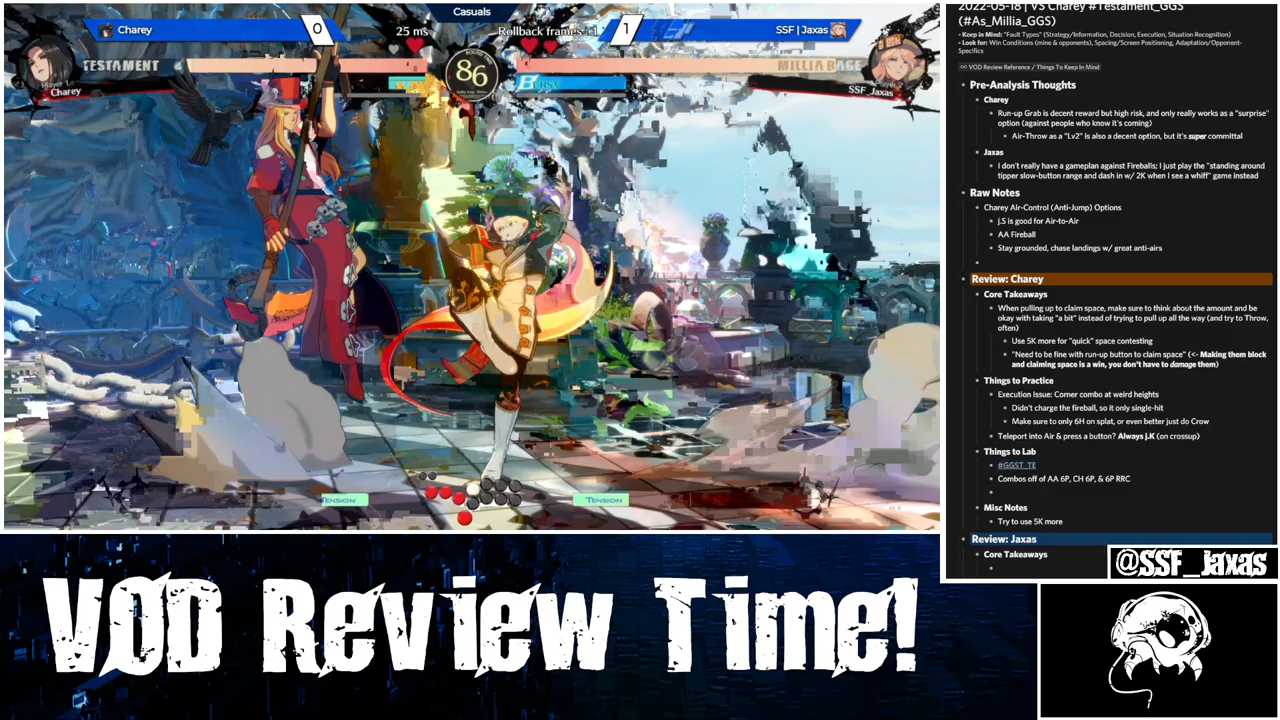 Casuals
Charey
0
25 ms
Rollback frames
1
SSF | Jaxas
TESTAMENT
86
MILLIA RAGE
Player 1
Charey
BURST
Player 2
SSF_Jaxas
TENSION
TENSION
2022-05-18 | VS Charey #Testament_GGS
(#As_Millia_GGS)
- Keep in Mind: "Fault Types" (Strategy/Information, Decision, Execution, Situation Recognition)
- Look for: Win Conditions (mine & opponents), Spacing/Screen Positioning, Adaptation/Opponent-
Specifics
VOD Review Reference / Things To Keep In Mind
Pre-Analysis Thoughts
Charey
Run-up Grab is decent reward but high risk, and only really works as a "surprise"
option (against people who know it's coming)
Air-Throw as a "Lv2" is also a decent option, but it's super committal
Jaxas
I don't really have a gameplan against Fireballs; I just play the "standing around
tipper slow-button range and dash in w/ 2K when I see a whiff" game instead
Raw Notes
Charey Air-Control (Anti-Jump) Options
j.S is good for Air-to-Air
AA Fireball
Stay grounded, chase landings w/ great anti-airs
Review: Charey
Core Takeaways
When pulling up to claim space, make sure to think about the amount and be
okay with taking "a bit" instead of trying to pull up all the way (and try to Throw,
often)
Use 5K more for "quick" space contesting
"Need to be fine with run-up button to claim space" (<- Making them block
and claiming space is a win, you don't have to damage them)
Things to Practice
Execution Issue: Corner combo at weird heights
Didn't charge the fireball, so it only single-hit
Make sure to only 6H on splat, or even better just do Crow
Teleport into Air & press a button? Always j.K (on crossup)
Things to Lab
#GGST_TE
Combos off of AA 6P, CH 6P, & 6P RRC
Misc Notes
Try to use 5K more
Review: Jaxas
Core Takeaways
@SSF_Jaxas
VOD Review Time!